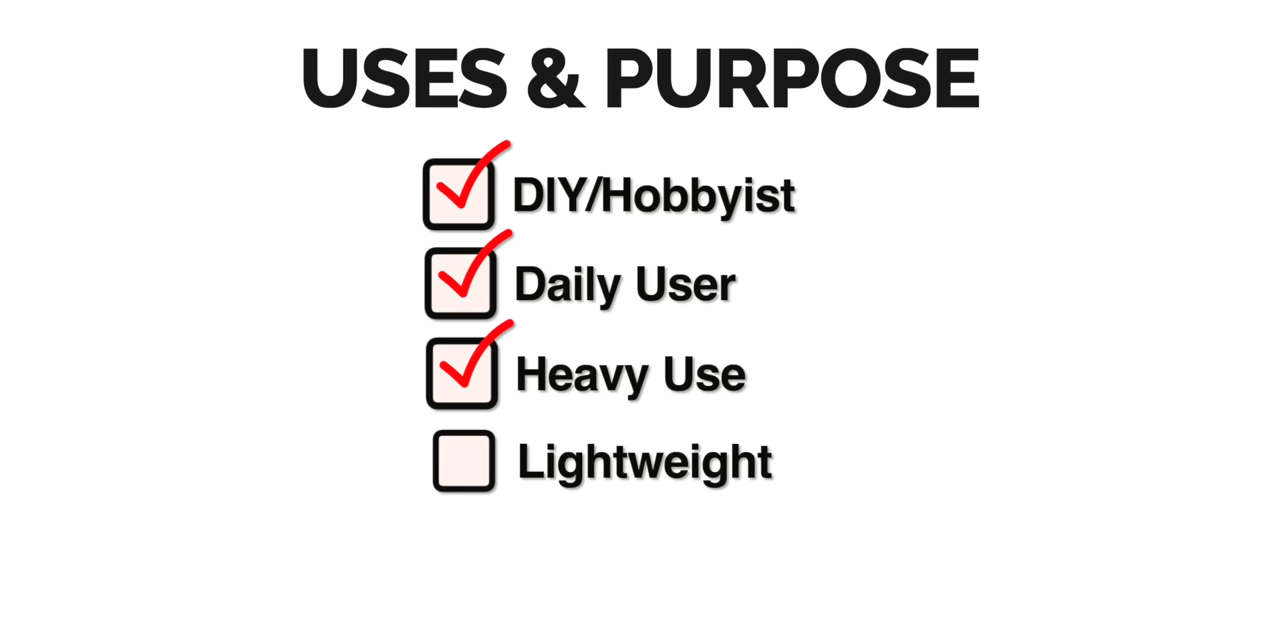 USES & PURPOSE
DIY/Hobbyist
Daily User
Heavy Use
Lightweight